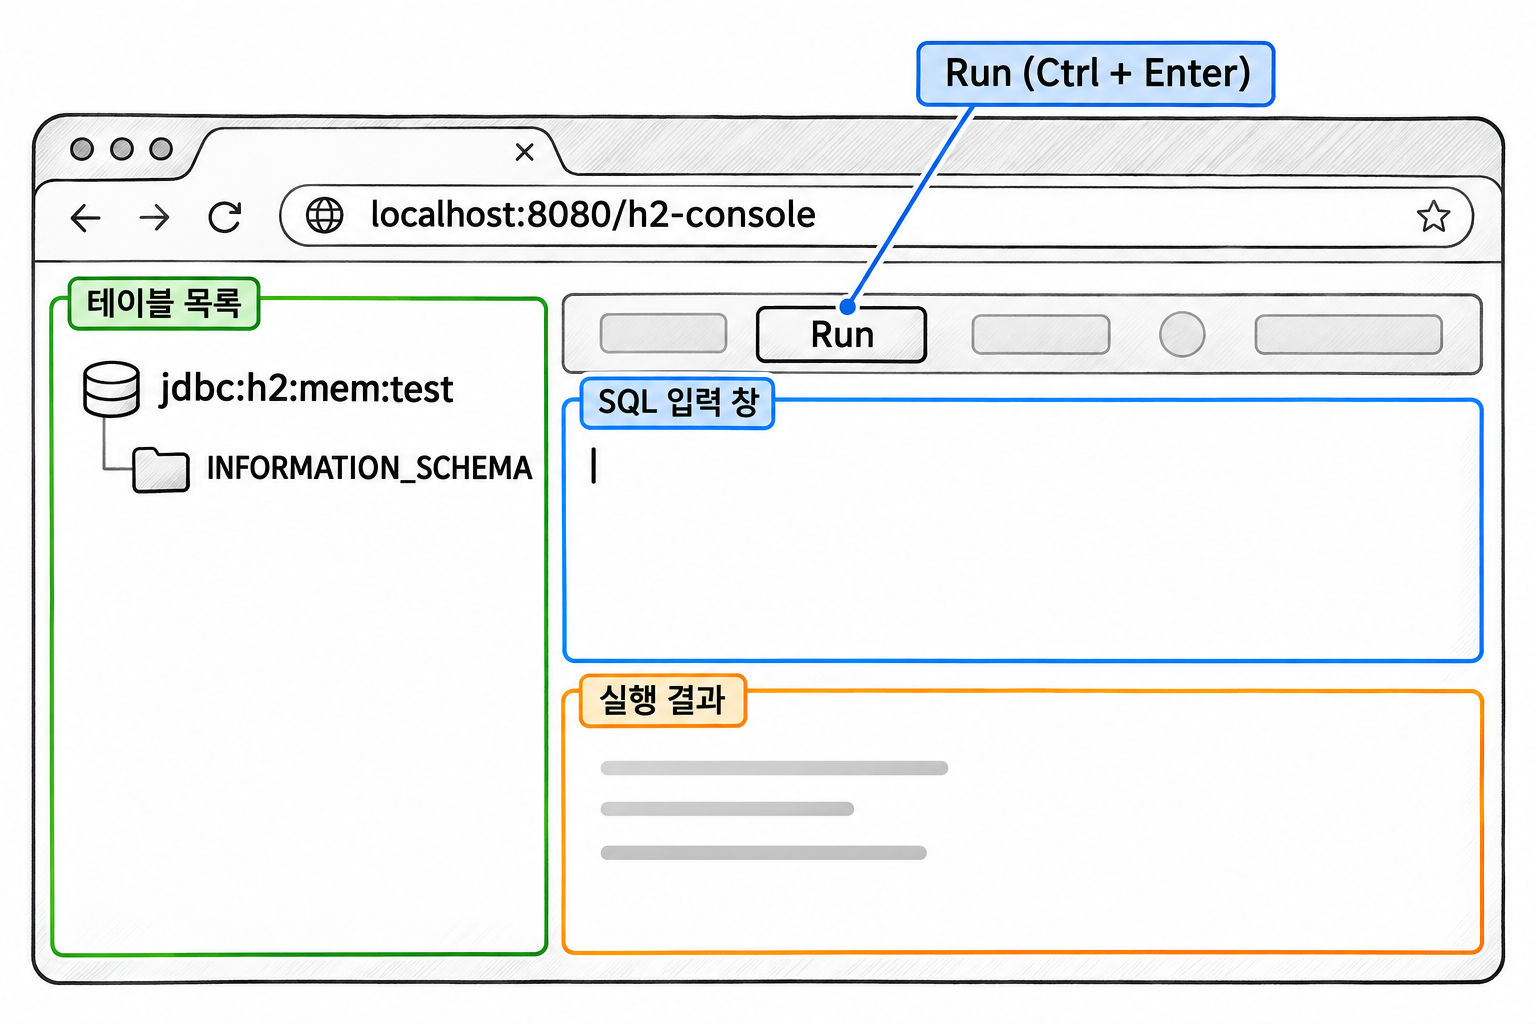 Run (Ctrl + Enter)
localhost:8080/h2-console
테이블 목록
jdbc:h2:mem:test
INFORMATION_SCHEMA
Run
SQL 입력 창
실행 결과